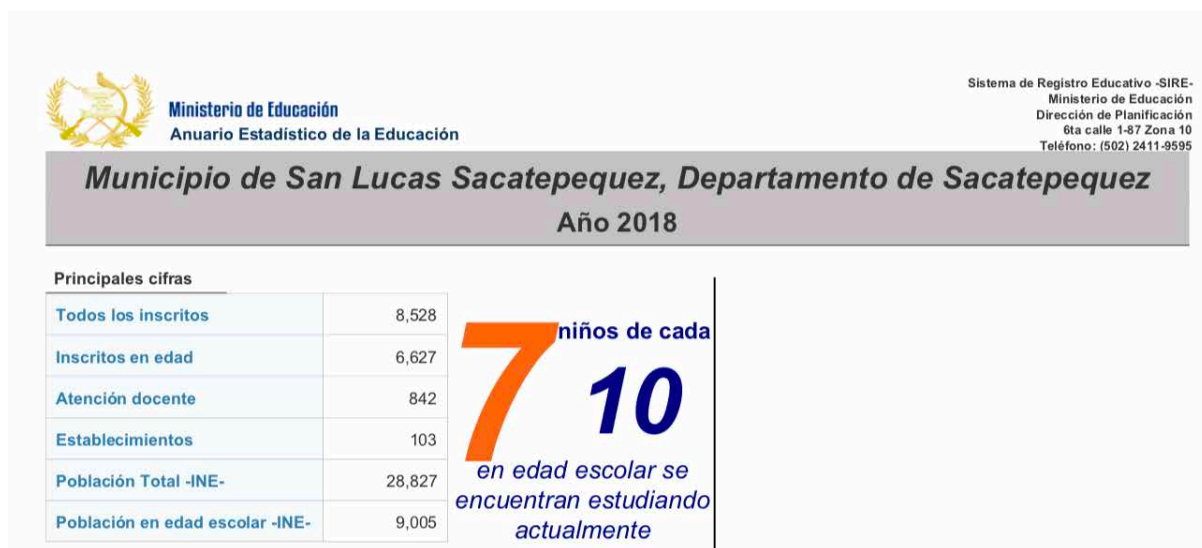 Ministerio de Educación
Anuario Estadístico de la Educación
Sistema de Registro Educativo -SIRE-
Ministerio de Educación
Dirección de Planificación
6ta calle 1-87 Zona 10
Teléfono: (502) 2411-9595
Municipio de San Lucas Sacatepequez, Departamento de Sacatepequez
Año 2018
Principales cifras
Todos los inscritos 8,528
Inscritos en edad 6,627
Atención docente 842
Establecimientos 103
Población Total -INE- 28,827
Población en edad escolar -INE- 9,005
7 niños de cada
10
en edad escolar se
encuentran estudiando
actualmente